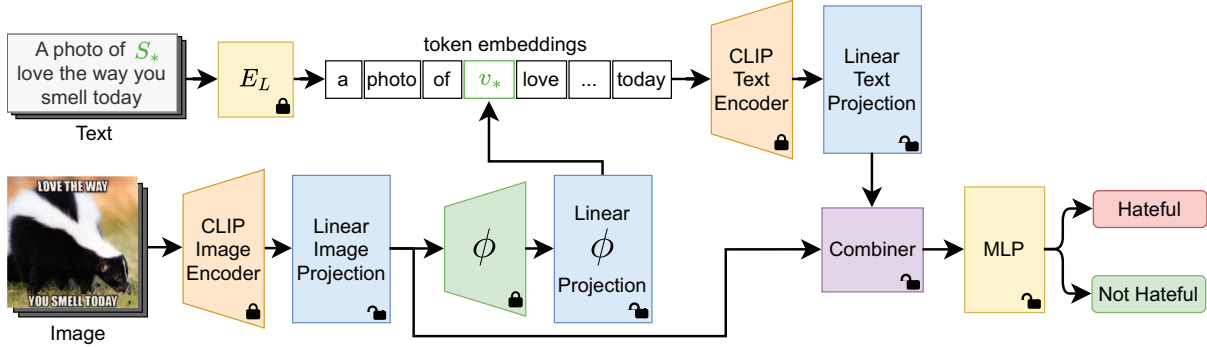 A photo of S*
love the way you
smell today
Text
E_L
token embeddings
a photo of v* love ... today
CLIP
Text
Encoder
Linear
Text
Projection
LOVE THE WAY
YOU SMELL TODAY
Image
CLIP
Image
Encoder
Linear
Image
Projection
ϕ
Linear
ϕ
Projection
Combiner
MLP
Hateful
Not Hateful